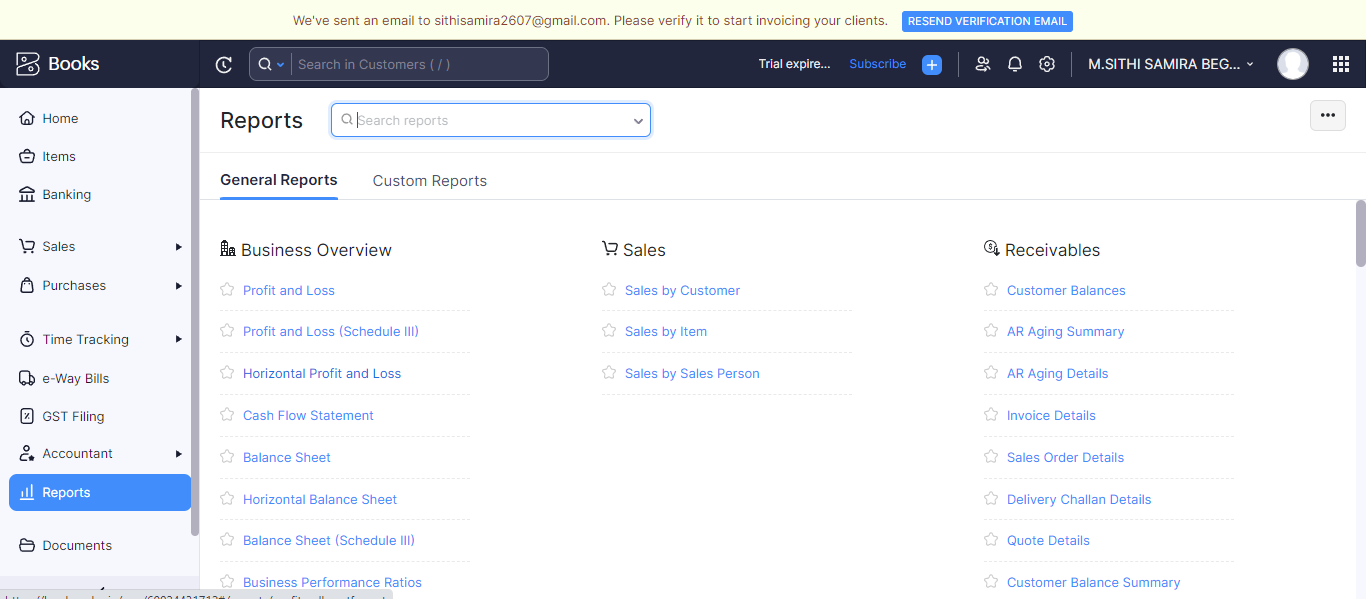 We've sent an email to sithisamira2607@gmail.com. Please verify it to start invoicing your clients. RESEND VERIFICATION EMAIL
Books
Search in Customers ( / )
Trial expire... Subscribe
M.SITHI SAMIRA BEG...
Home
Items
Banking
Sales
Purchases
Time Tracking
e-Way Bills
GST Filing
Accountant
Reports
Documents
Reports
Search reports
General Reports Custom Reports
Business Overview
Profit and Loss
Profit and Loss (Schedule III)
Horizontal Profit and Loss
Cash Flow Statement
Balance Sheet
Horizontal Balance Sheet
Balance Sheet (Schedule III)
Business Performance Ratios
Sales
Sales by Customer
Sales by Item
Sales by Sales Person
Receivables
Customer Balances
AR Aging Summary
AR Aging Details
Invoice Details
Sales Order Details
Delivery Challan Details
Quote Details
Customer Balance Summary